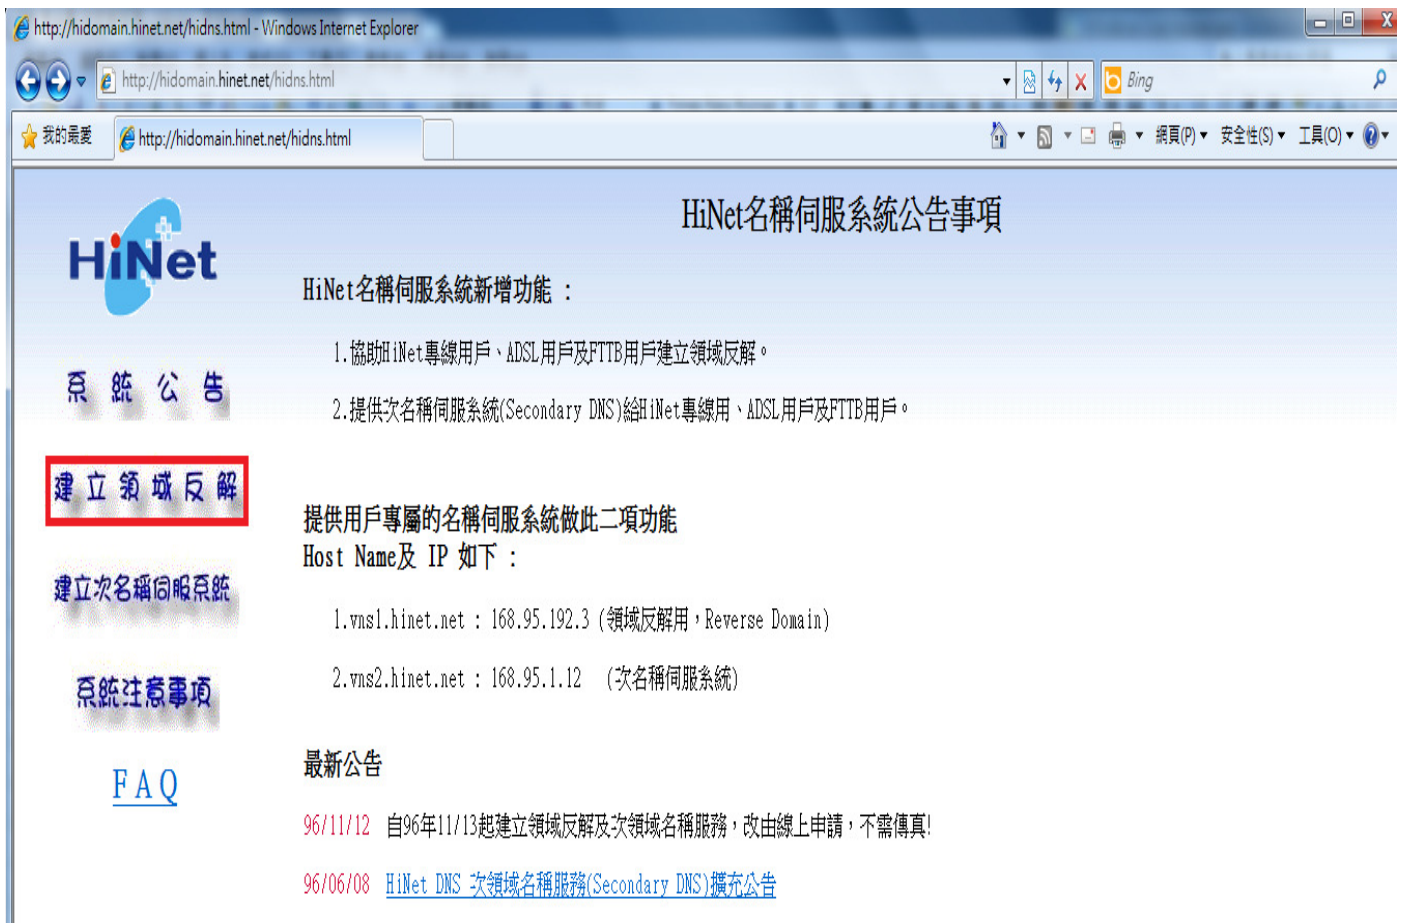 http://hidomain.hinet.net/hidns.html - Windows Internet Explorer
http://hidomain.hinet.net/hidns.html
Bing
我的最愛
http://hidomain.hinet.net/hidns.html
網頁(P)
安全性(S)
工具(O)
HiNet
系統公告
建立領域反解
建立次名稱伺服系統
系統注意事項
FAQ
HiNet名稱伺服系統公告事項
HiNet名稱伺服系統新增功能 :
1.協助HiNet專線用戶、ADSL用戶及FTTB用戶建立領域反解。
2.提供次名稱伺服系統(Secondary DNS)給HiNet專線用、ADSL用戶及FTTB用戶。
提供用戶專屬的名稱伺服系統做此二項功能
Host Name及 IP 如下 :
1.vns1.hinet.net : 168.95.192.3 (領域反解用,Reverse Domain)
2.vns2.hinet.net : 168.95.1.12 (次名稱伺服系統)
最新公告
96/11/12 自96年11/13起建立領域反解及次領域名稱服務,改由線上申請,不需傳真!
96/06/08 HiNet DNS 次領域名稱服務(Secondary DNS)擴充公告